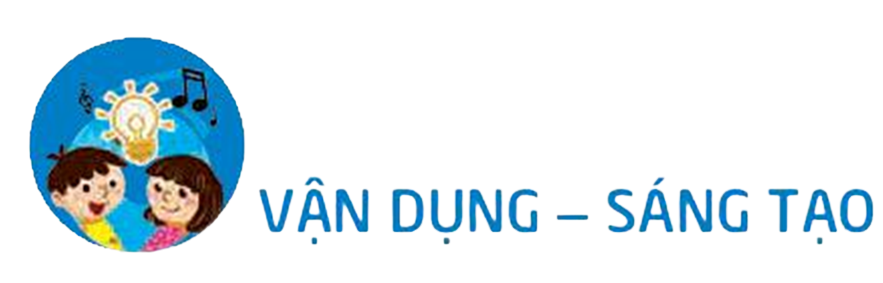 VẬN DỤNG – SÁNG TẠO